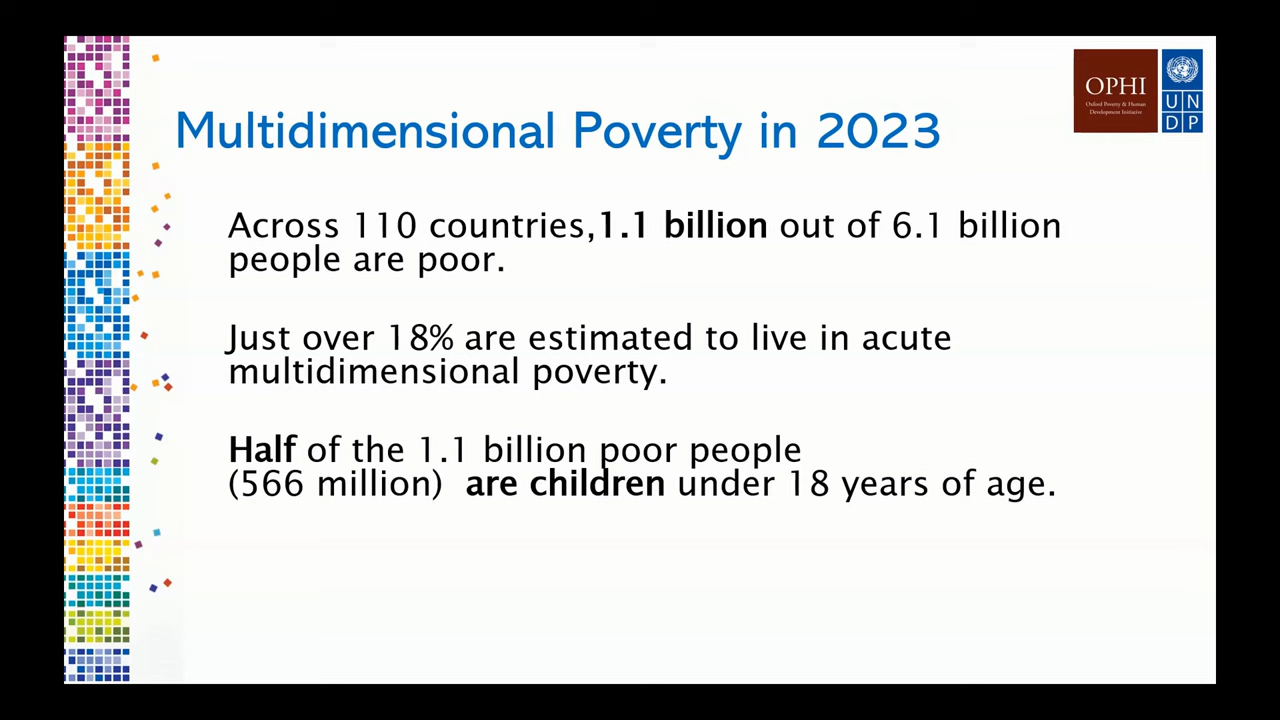 OPHI
Oxford Poverty & Human
Development Initiative
UN
DP
Multidimensional Poverty in 2023
Across 110 countries,1.1 billion out of 6.1 billion
people are poor.
Just over 18% are estimated to live in acute
multidimensional poverty.
Half of the 1.1 billion poor people
(566 million)  are children under 18 years of age.